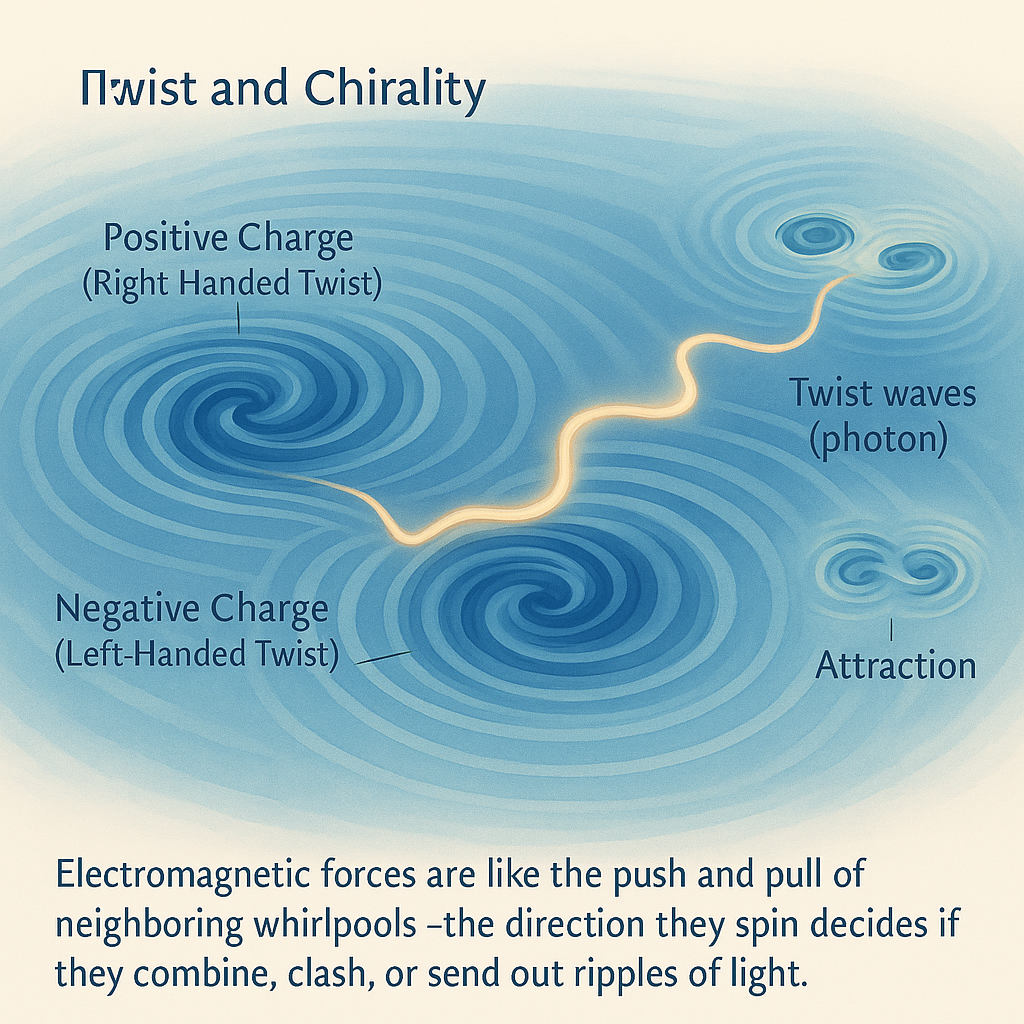 Twist and Chirality
Positive Charge
(Right Handed Twist)
Twist waves
(photon)
Negative Charge
(Left-Handed Twist)
Attraction
Electromagnetic forces are like the push and pull of
neighboring whirlpools –the direction they spin decides if
they combine, clash, or send out ripples of light.